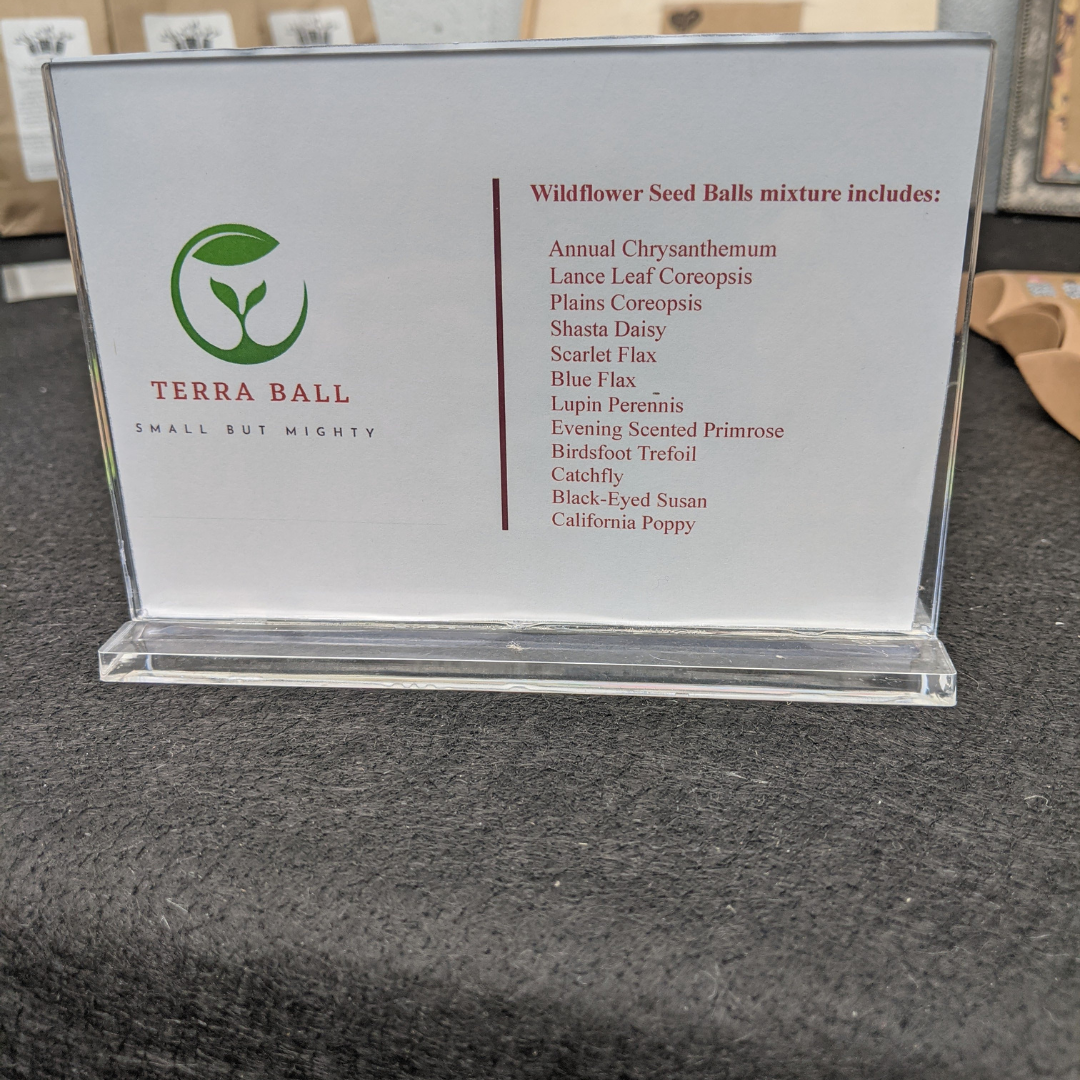 TERRA BALL
SMALL BUT MIGHTY
Wildflower Seed Balls mixture includes:
Annual Chrysanthemum
Lance Leaf Coreopsis
Plains Coreopsis
Shasta Daisy
Scarlet Flax
Blue Flax
Lupin Perennis
Evening Scented Primrose
Birdsfoot Trefoil
Catchfly
Black-Eyed Susan
California Poppy